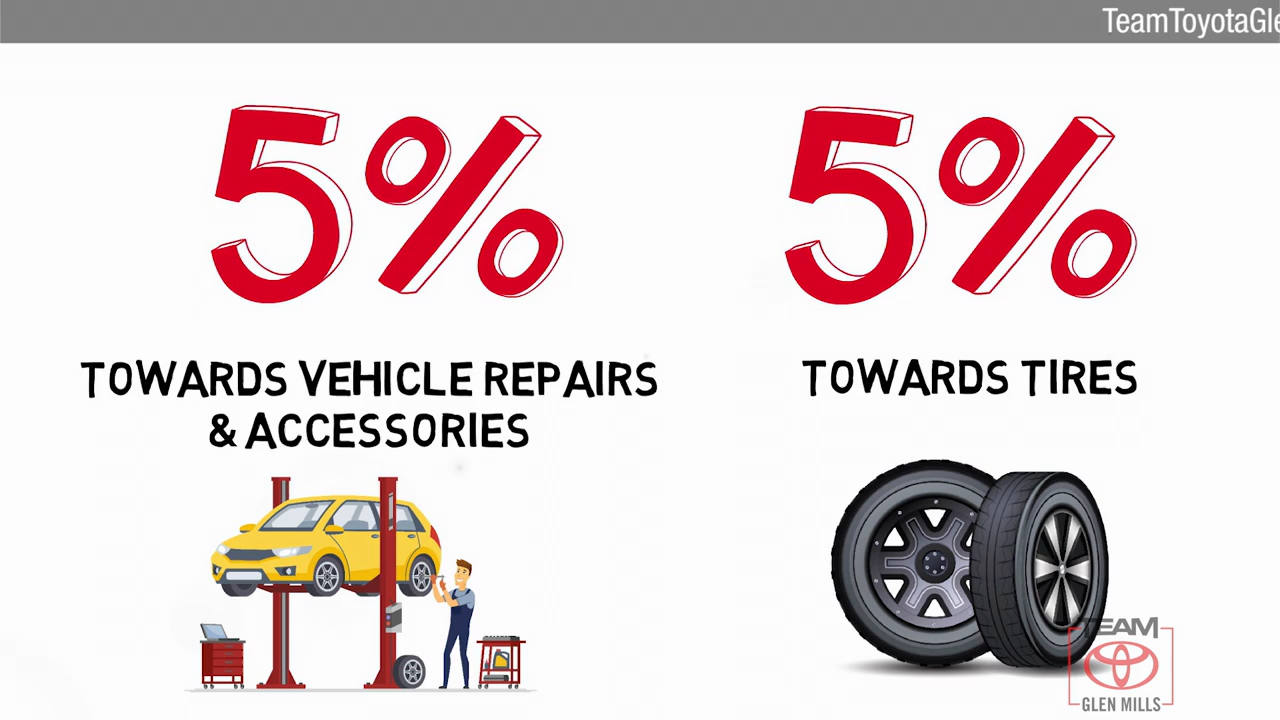 TeamToyotaGle
5% 5%
TOWARDS VEHICLE REPAIRS
& ACCESSORIES
TOWARDS TIRES
TEAM
GLEN MILLS